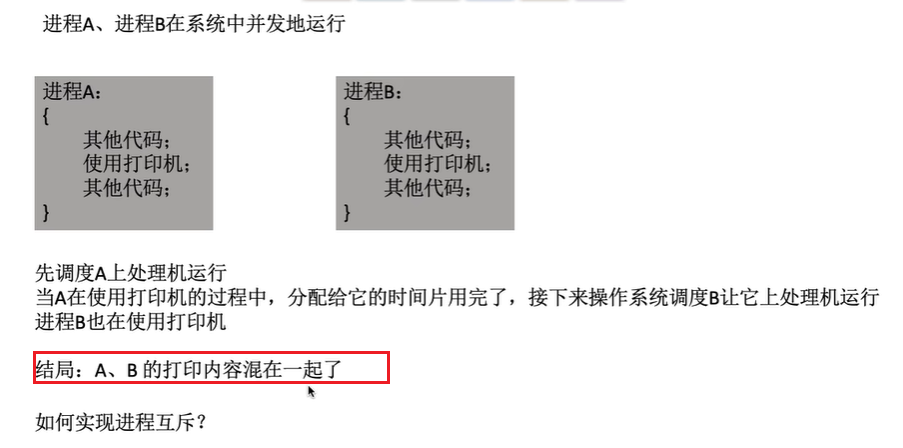 进程A、进程B在系统中并发地运行
进程A：
{
其他代码；
使用打印机；
其他代码；
}
进程B：
{
其他代码；
使用打印机；
其他代码；
}
先调度A上处理机运行
当A在使用打印机的过程中，分配给它的时间片用完了，接下来操作系统调度B让它上处理机运行
进程B也在使用打印机
结局：A、B 的打印内容混在一起了
如何实现进程互斥？